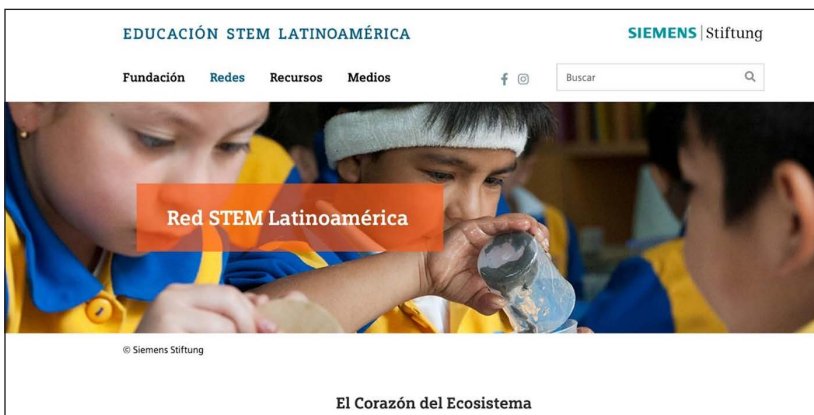 EDUCACIÓN STEM LATINOAMÉRICA
SIEMENS | Stiftung
Fundación Redes Recursos Medios
Buscar
Red STEM Latinoamérica
© Siemens Stiftung
El Corazón del Ecosistema